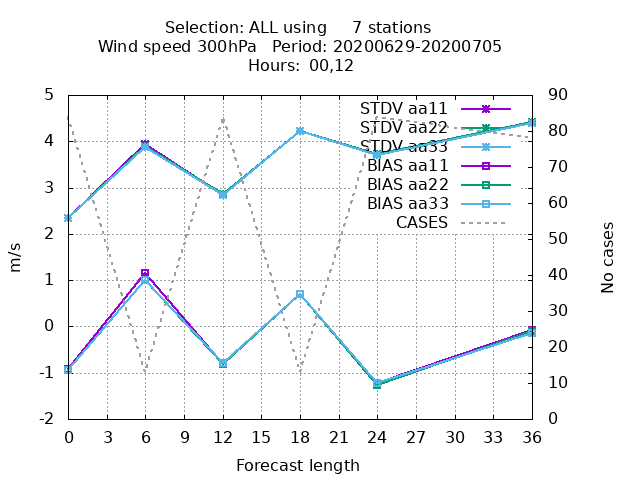 Selection: ALL using 7 stations
Wind speed 300hPa Period: 20200629-20200705
Hours: 00,12
5
4
3
2
1
0
-1
-2
m/s
90
80
70
60
50
40
30
20
10
0
No cases
STDV aa11
STDV aa22
STDV aa33
BIAS aa11
BIAS aa22
BIAS aa33
CASES
0 3 6 9 12 15 18 21 24 27 30 33 36
Forecast length